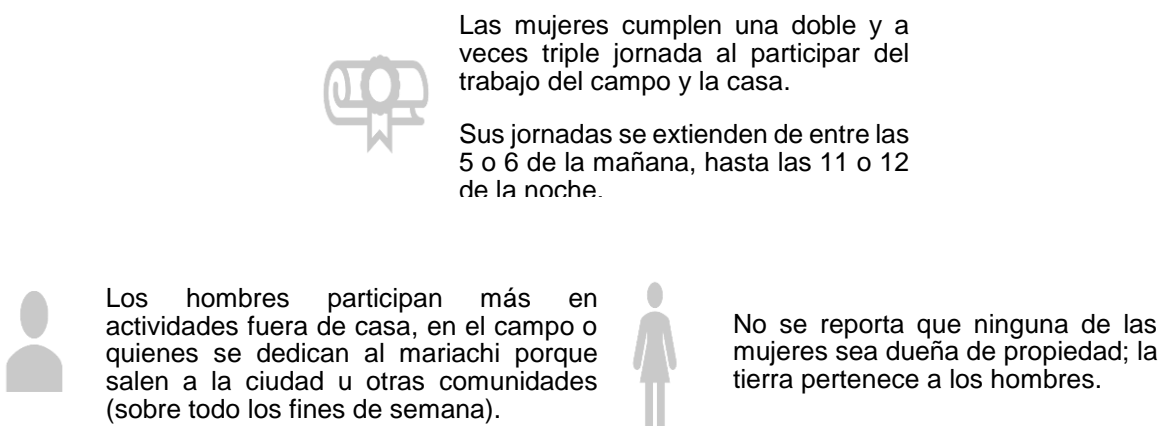 Las mujeres cumplen una doble y a
veces triple jornada al participar del
trabajo del campo y la casa.
Sus jornadas se extienden de entre las
5 o 6 de la mañana, hasta las 11 o 12
de la noche.
Los hombres participan más en
actividades fuera de casa, en el campo o
quienes se dedican al mariachi porque
salen a la ciudad u otras comunidades
(sobre todo los fines de semana).
No se reporta que ninguna de las
mujeres sea dueña de propiedad; la
tierra pertenece a los hombres.